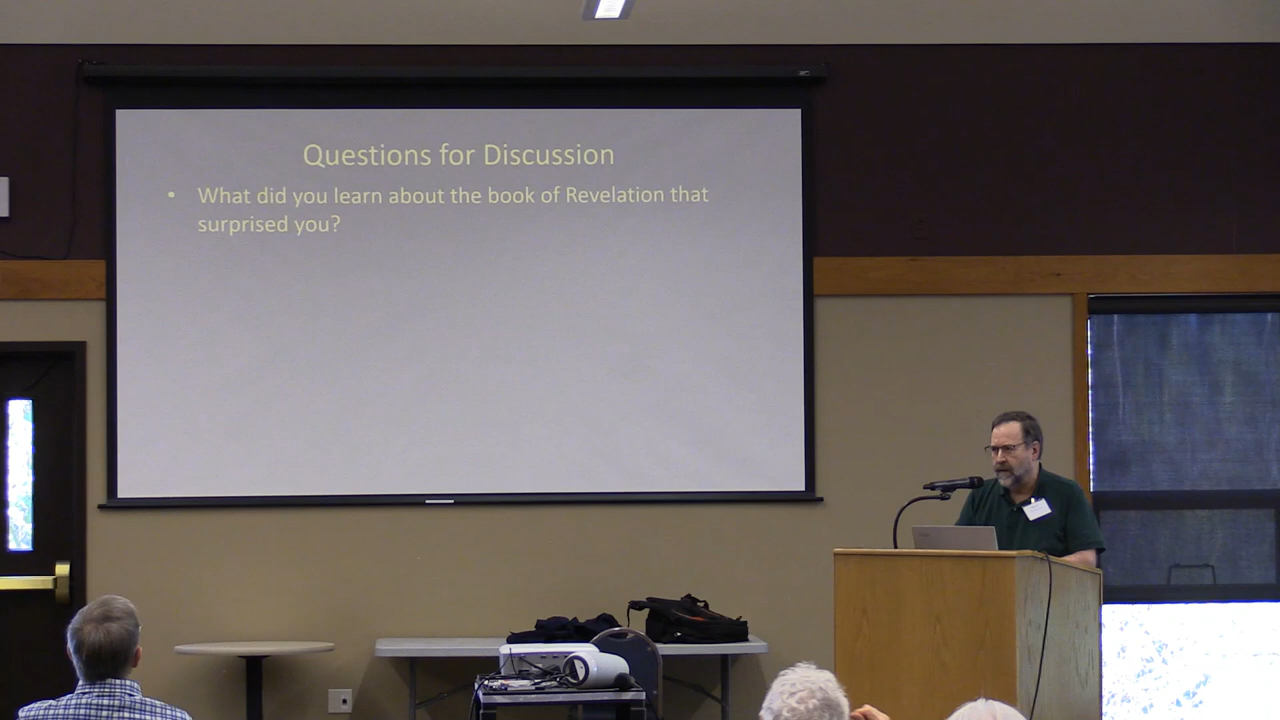 Questions for Discussion
• What did you learn about the book of Revelation that
surprised you?